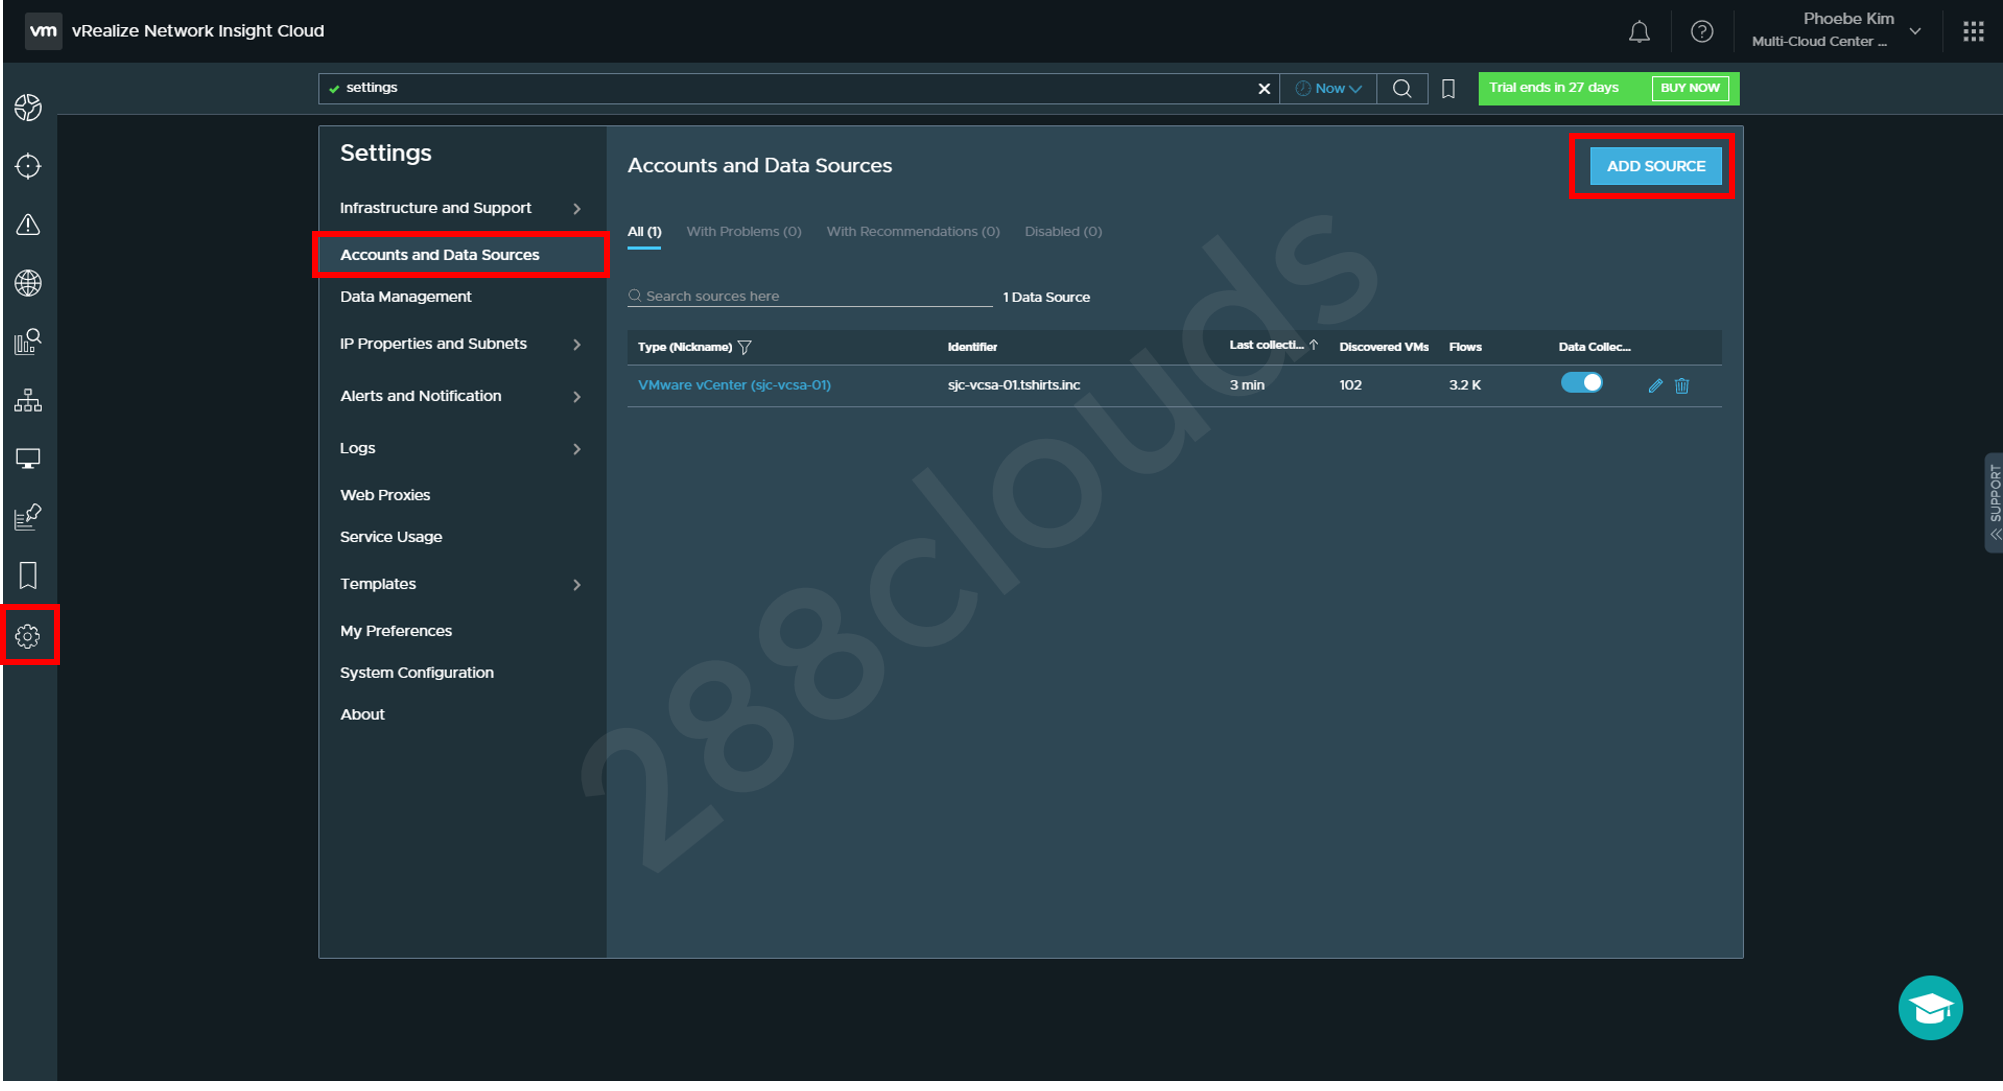 vm vRealize Network Insight Cloud
Phoebe Kim
Multi-Cloud Center ...
settings
Now
Trial ends in 27 days
BUY NOW
Settings
Infrastructure and Support
Accounts and Data Sources
Data Management
IP Properties and Subnets
Alerts and Notification
Logs
Web Proxies
Service Usage
Templates
My Preferences
System Configuration
About
Accounts and Data Sources
ADD SOURCE
All (1) With Problems (0) With Recommendations (0) Disabled (0)
Search sources here
1 Data Source
Type (Nickname) Identifier Last collecti... Discovered VMs Flows Data Collec...
VMware vCenter (sjc-vcsa-01) sjc-vcsa-01.tshirts.inc 3 min 102 3.2 K
288clouds
SUPPORT